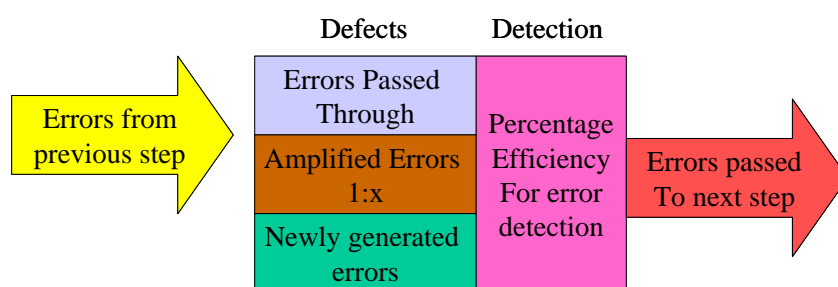 Defects
Detection
Errors from
previous step
Errors Passed
Through
Amplified Errors
1:x
Newly generated
errors
Percentage
Efficiency
For error
detection
Errors passed
To next step